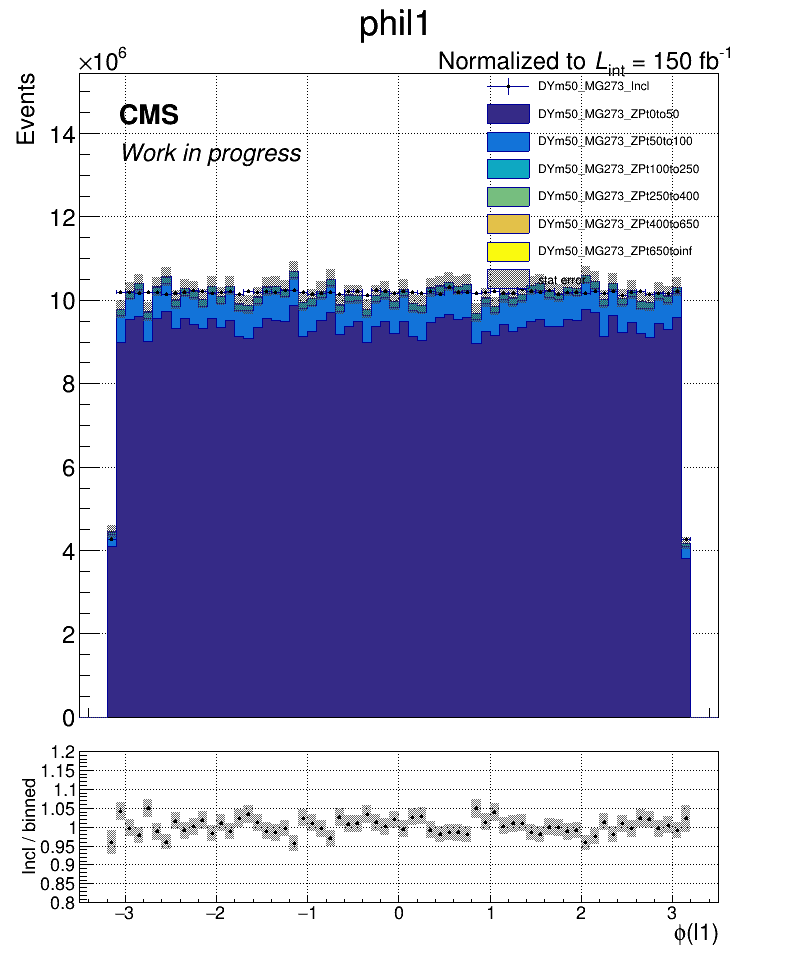 phil1
×10⁶
Normalized to L_int = 150 fb⁻¹
Events
CMS
Work in progress
DYm50_MG273_Incl
DYm50_MG273_ZPt0to50
DYm50_MG273_ZPt50to100
DYm50_MG273_ZPt100to250
DYm50_MG273_ZPt250to400
DYm50_MG273_ZPt400to650
DYm50_MG273_ZPt650toinf
stat error
14
12
10
8
6
4
2
0
Incl / binned
1.2
1.15
1.1
1.05
1
0.95
0.9
0.85
0.8
−3 −2 −1 0 1 2 3
ϕ(l1)